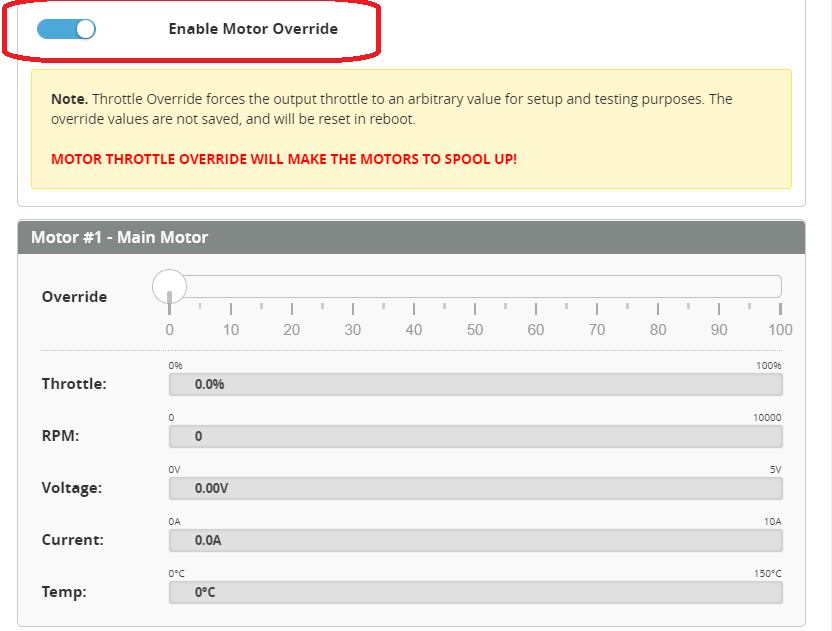 Enable Motor Override
Note. Throttle Override forces the output throttle to an arbitrary value for setup and testing purposes. The
override values are not saved, and will be reset in reboot.
MOTOR THROTTLE OVERRIDE WILL MAKE THE MOTORS TO SPOOL UP!
Motor #1 - Main Motor
Override
0 10 20 30 40 50 60 70 80 90 100
0% 100%
Throttle: 0.0%
0 10000
RPM: 0
0V 5V
Voltage: 0.00V
0A 10A
Current: 0.0A
0°C 150°C
Temp: 0°C